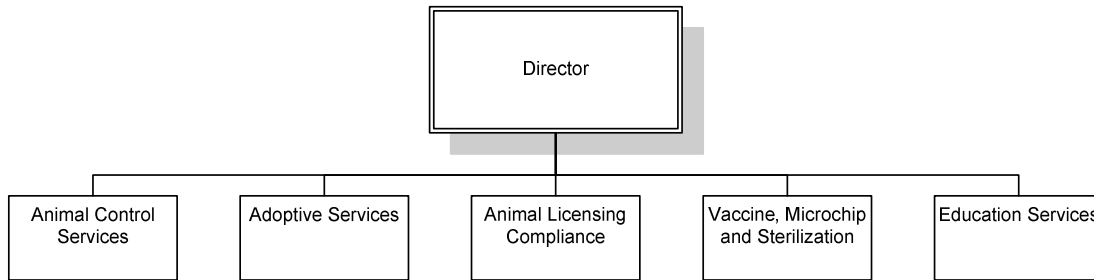 Director
Animal Control
Services
Adoptive Services
Animal Licensing
Compliance
Vaccine, Microchip
and Sterilization
Education Services